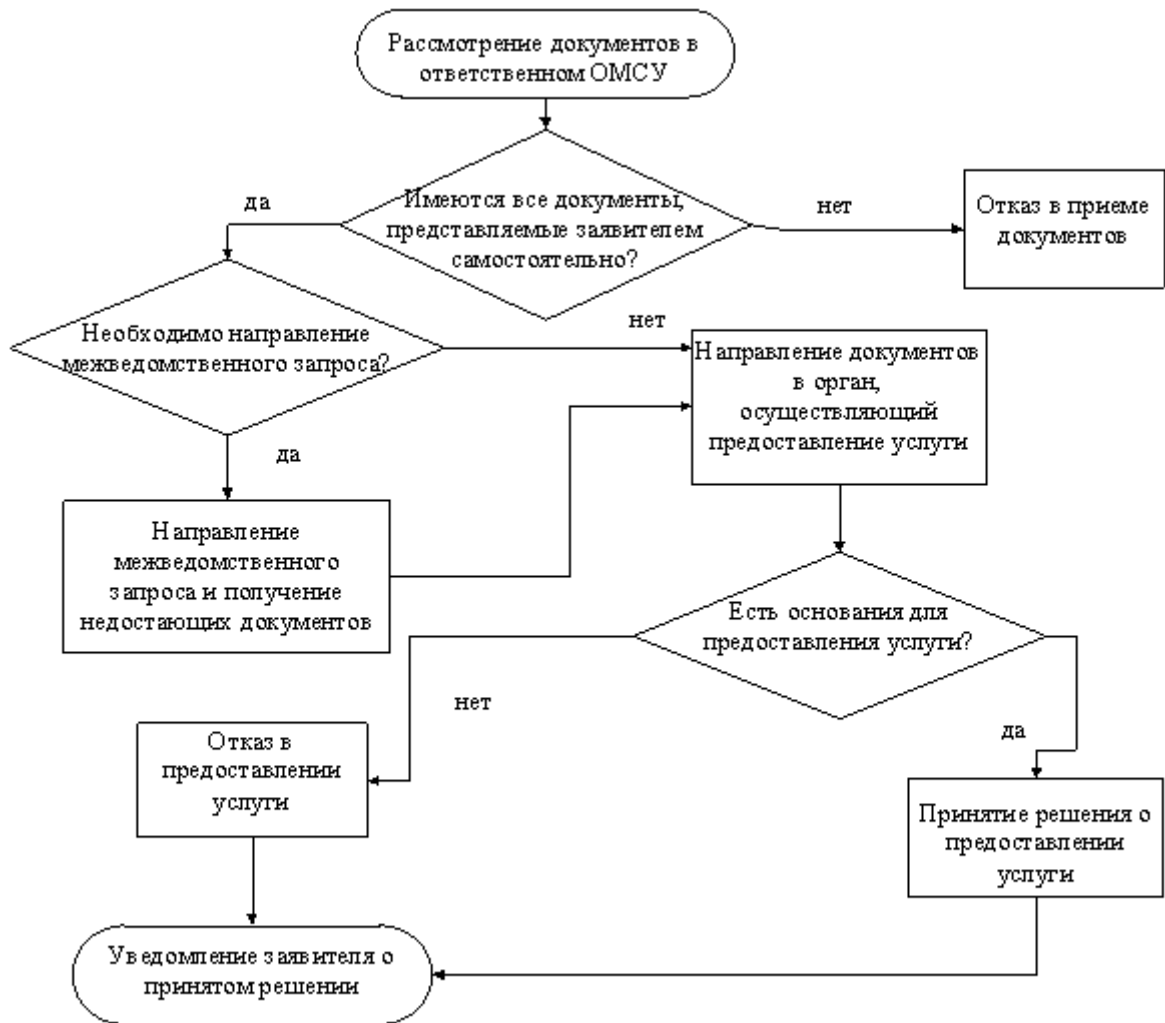 Рассмотрение документов в
ответственном ОМСУ
да
Имеются все документы,
представляемые заявителем
самостоятельно?
нет
Отказ в приеме
документов
Необходимо направление
межведомственного запроса?
нет
Направление документов
в орган,
осуществляющий
предоставление услуги
да
Направление
межведомственного
запроса и получение
недостающих документов
Есть основания для
предоставления услуги?
нет
да
Отказ в
предоставлении
услуги
Принятие решения о
предоставлении
услуги
Уведомление заявителя о
принятом решении